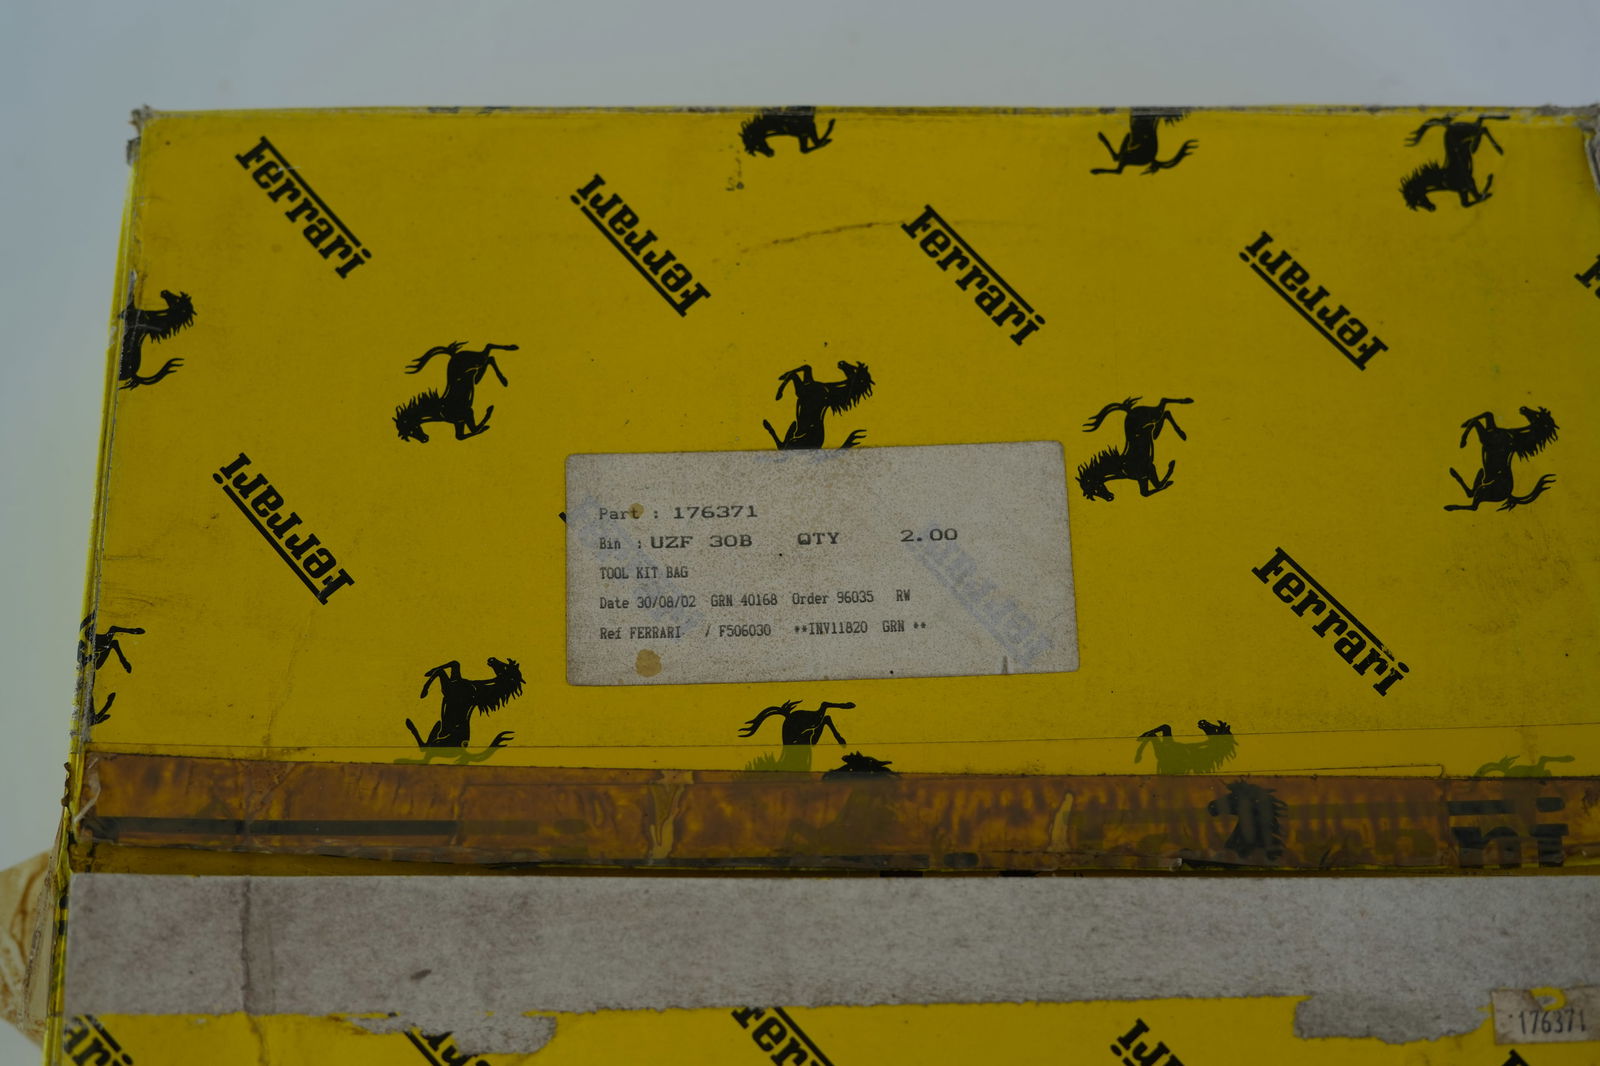 Ferrari
Ferrari
Ferrari
Ferrari
Ferrari
Ferrari
Part : 176371
Bin : UZF 30B QTY 2.00
TOOL KIT BAG
Date 30/08/02 GRN 40168 Order 96035 RW
Ref FERRARI / F506030 **INV11820 GRN **
Ferrari
176371